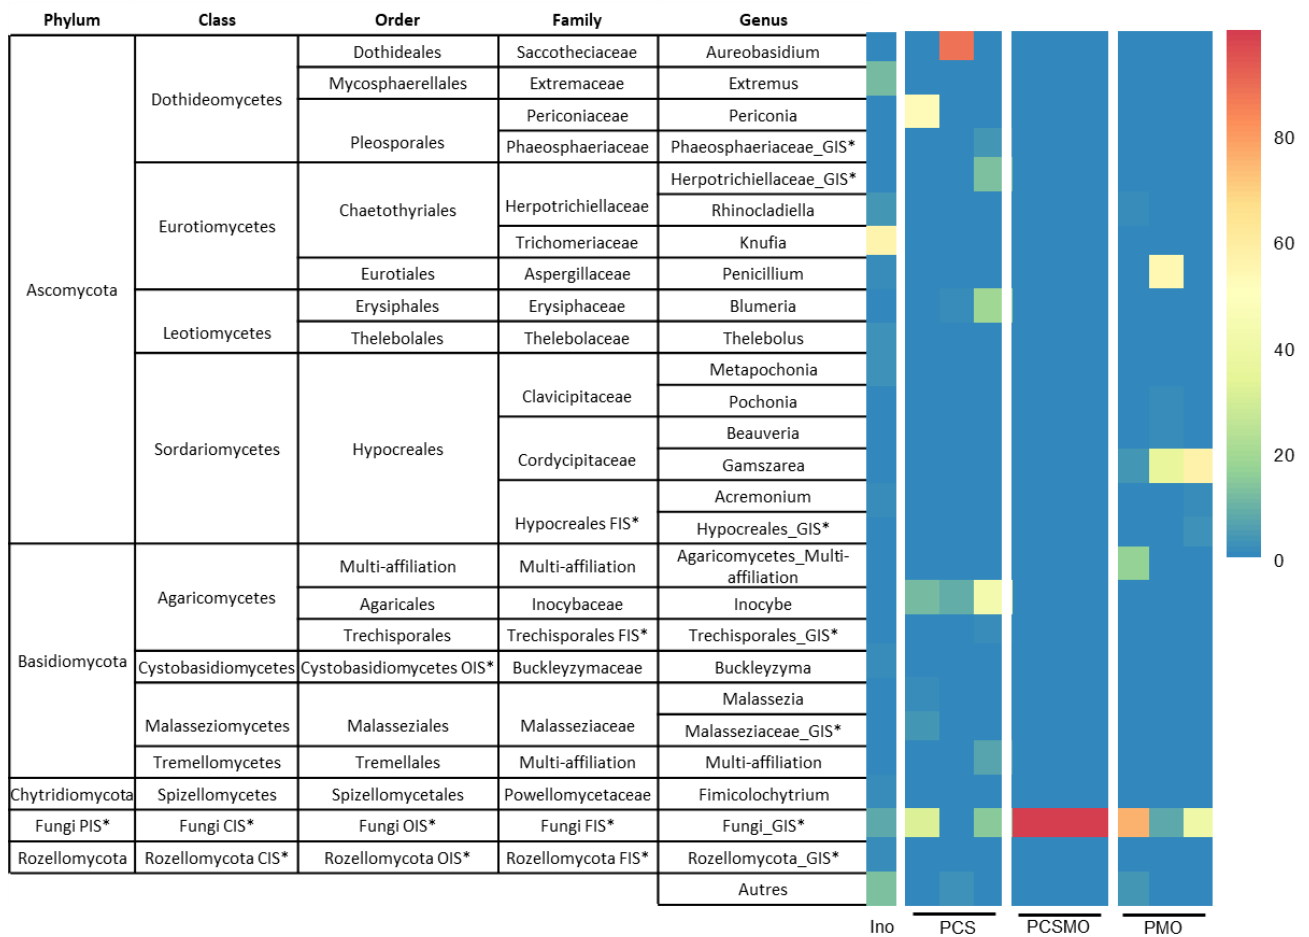 Phylum Class Order Family Genus
Dothideales Saccotheciaceae Aureobasidium
Mycosphaerellales Extremaceae Extremus
Dothideomycetes
Periconiaceae Periconia
Pleosporales
Phaeosphaeriaceae Phaeosphaeriaceae_GIS*
Herpotrichiellaceae_GIS*
Chaetothyriales Herpotrichiellaceae Rhinocladiella
Eurotiomycetes
Trichomeriaceae Knufia
Eurotiales Aspergillaceae Penicillium
Ascomycota
Erysiphales Erysiphaceae Blumeria
Leotiomycetes
Thelebolales Thelebolaceae Thelebolus
Metapochonia
Clavicipitaceae
Pochonia
Beauveria
Sordariomycetes Hypocreales
Cordycipitaceae Gamszarea
Acremonium
Hypocreales FIS* Hypocreales_GIS*
Multi-affiliation Multi-affiliation Agaricomycetes_Multi-
affiliation
Agaricomycetes
Agaricales Inocybaceae Inocybe
Trechisporales Trechisporales FIS* Trechisporales_GIS*
Basidiomycota
Cystobasidiomycetes Cystobasidiomycetes OIS* Buckleyzymaceae Buckleyzyma
Malassezia
Malasseziomycetes Malasseziales Malasseziaceae
Malasseziaceae_GIS*
Tremellomycetes Tremellales Multi-affiliation Multi-affiliation
Chytridiomycota Spizellomycetes Spizellomycetales Powellomycetaceae Fimicolochytrium
Fungi PIS* Fungi CIS* Fungi OIS* Fungi FIS* Fungi_GIS*
Rozellomycota Rozellomycota CIS* Rozellomycota OIS* Rozellomycota FIS* Rozellomycota_GIS*
Autres
Ino PCS PCSMO PMO
80
60
40
20
0